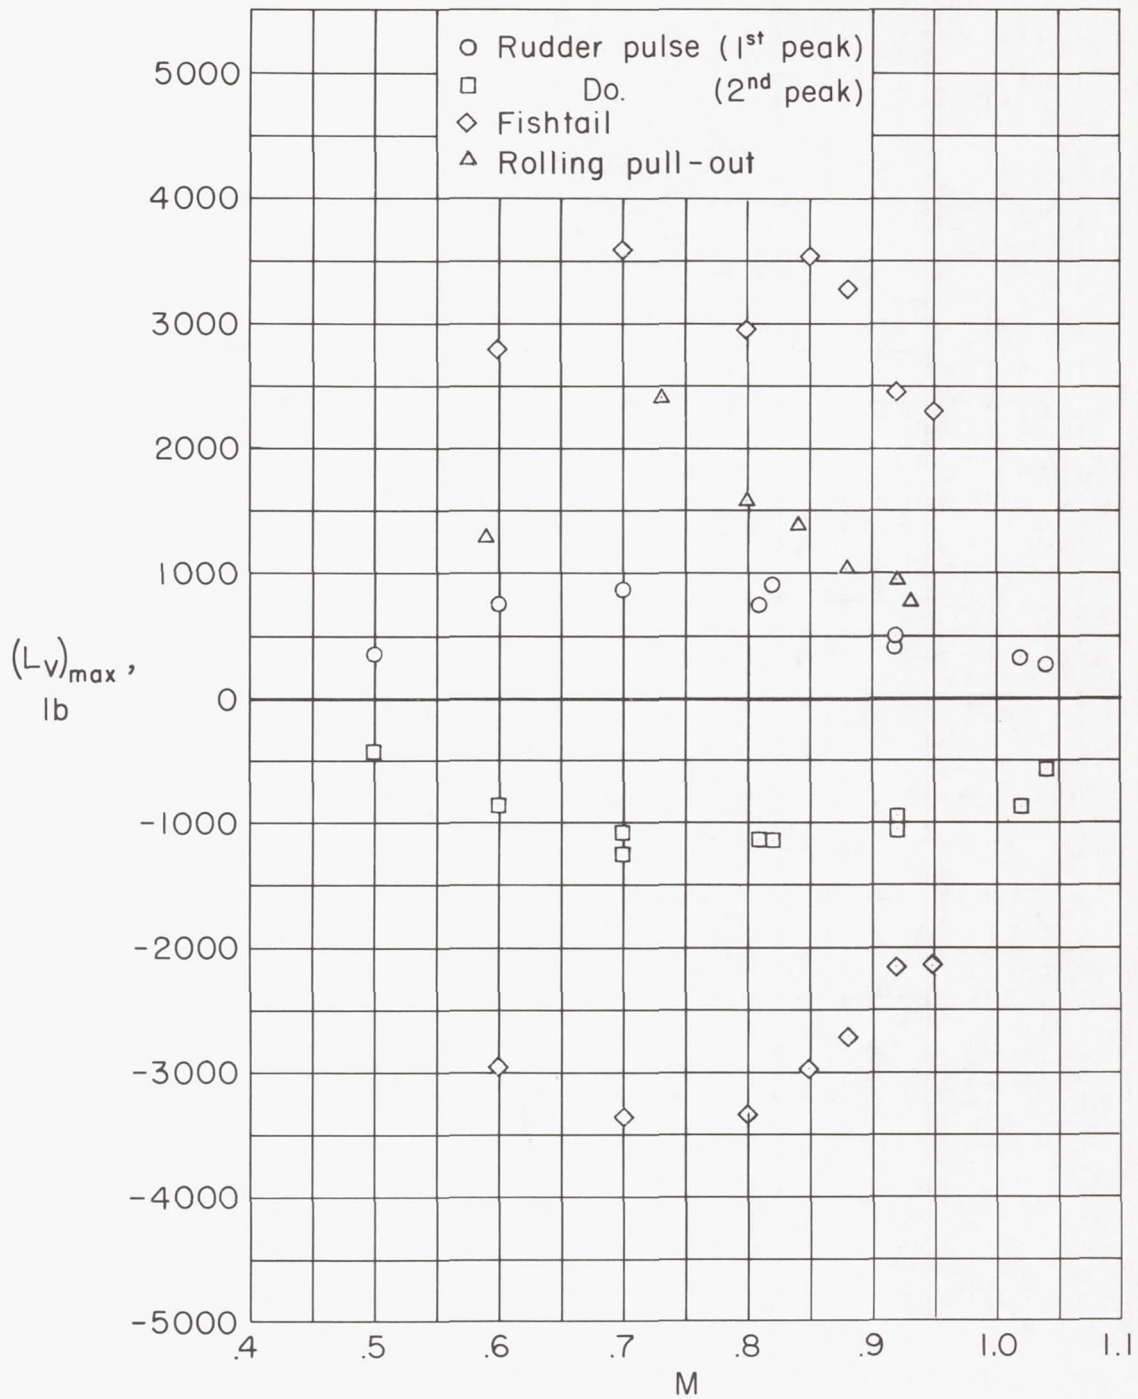 ○ Rudder pulse (1st peak)
□ Do. (2nd peak)
◇ Fishtail
△ Rolling pull-out
5000
4000
3000
2000
1000
(Lv)max,
lb
0
-1000
-2000
-3000
-4000
-5000
.4 .5 .6 .7 .8 .9 1.0 1.1
M